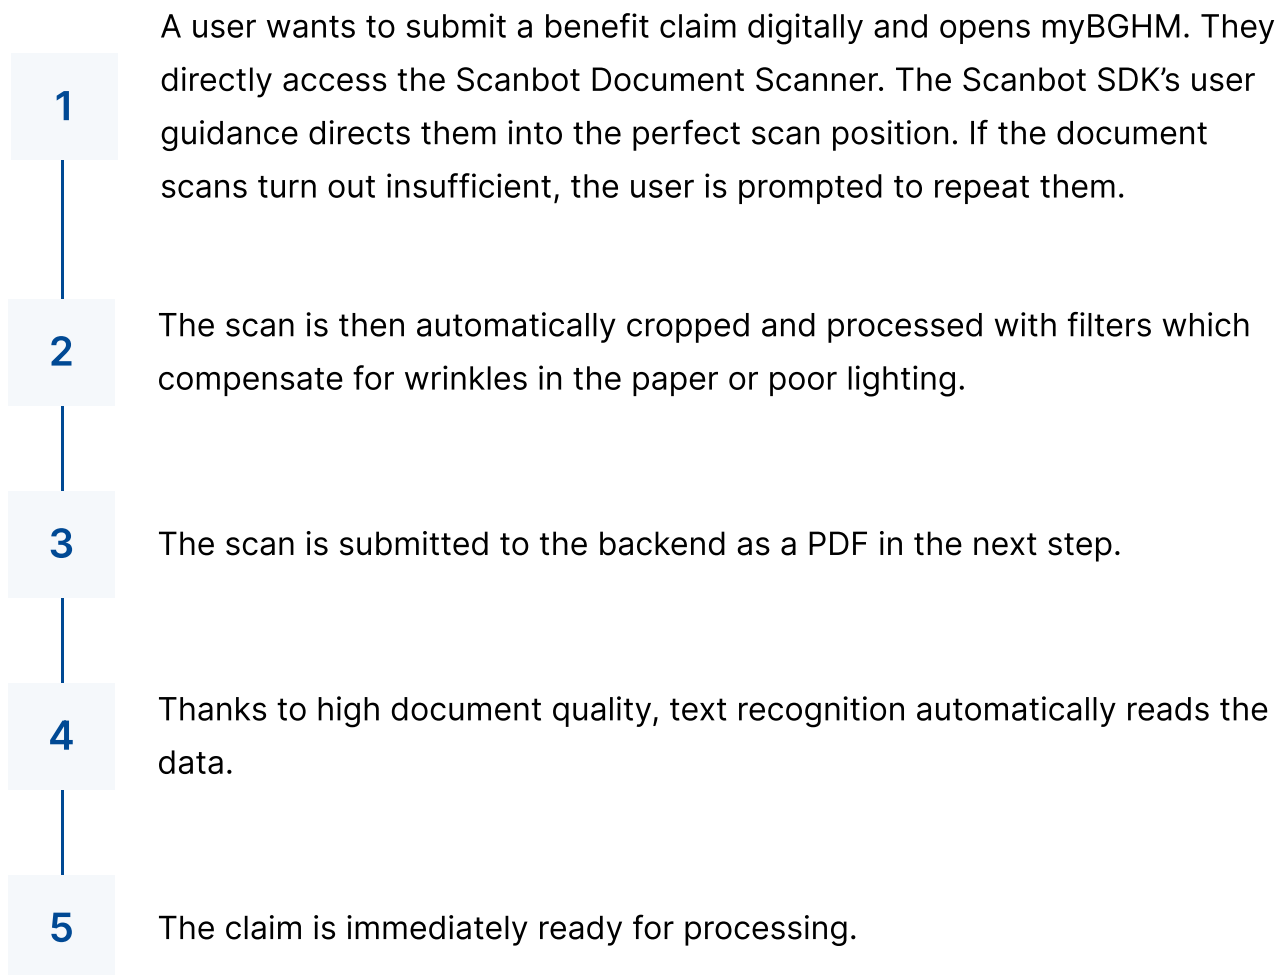 A user wants to submit a benefit claim digitally and opens myBGHM. They
directly access the Scanbot Document Scanner. The Scanbot SDK’s user
1
guidance directs them into the perfect scan position. If the document
scans turn out insufficient, the user is prompted to repeat them.
2
The scan is then automatically cropped and processed with filters which
compensate for wrinkles in the paper or poor lighting.
3
The scan is submitted to the backend as a PDF in the next step.
4
Thanks to high document quality, text recognition automatically reads the
data.
5
The claim is immediately ready for processing.